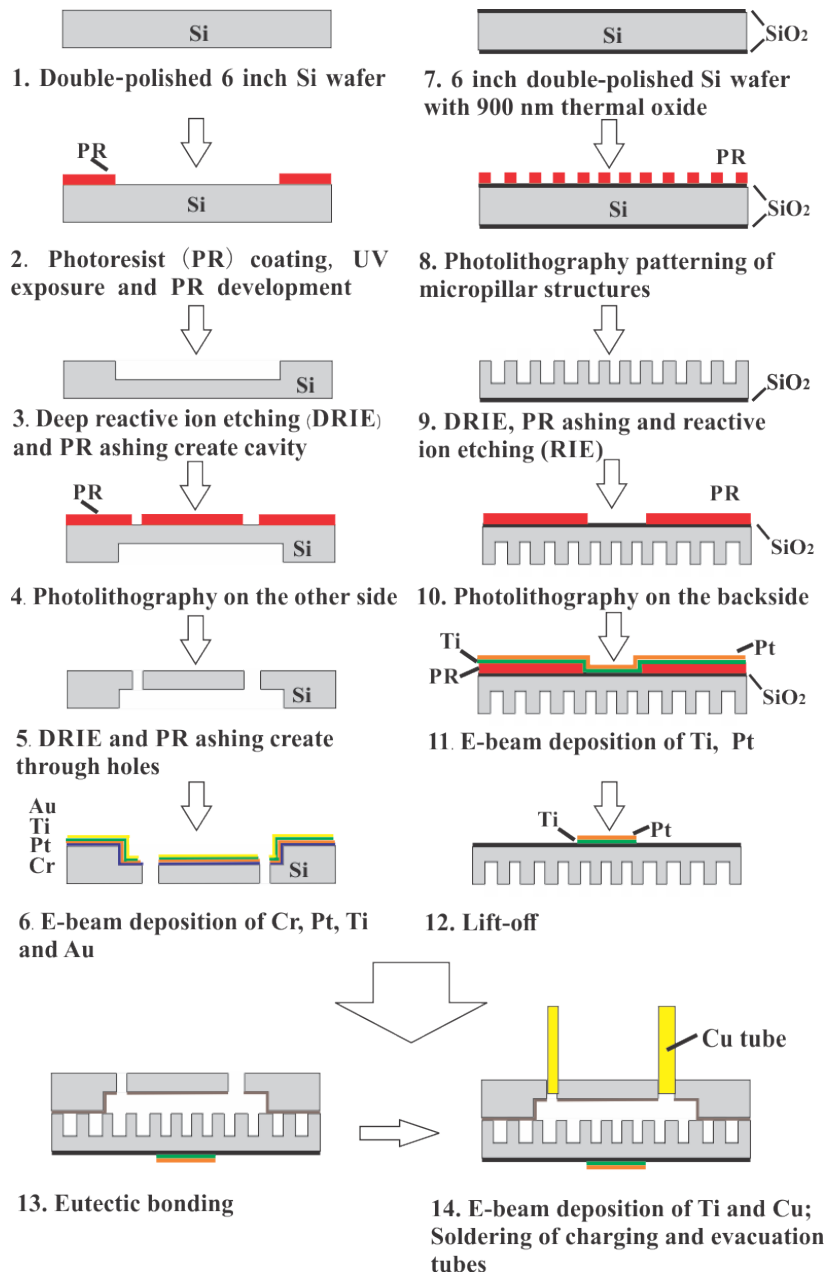 Si
1. Double-polished 6 inch Si wafer
PR
Si
2. Photoresist (PR) coating, UV
exposure and PR development
Si
3. Deep reactive ion etching (DRIE)
and PR ashing create cavity
PR
Si
4. Photolithography on the other side
Si
5. DRIE and PR ashing create
through holes
Au
Ti
Pt
Cr
Si
6. E-beam deposition of Cr, Pt, Ti
and Au
Si
SiO2
7. 6 inch double-polished Si wafer
with 900 nm thermal oxide
PR
Si
SiO2
8. Photolithography patterning of
micropillar structures
SiO2
9. DRIE, PR ashing and reactive
ion etching (RIE)
PR
SiO2
10. Photolithography on the backside
Ti
Pt
PR
SiO2
11. E-beam deposition of Ti, Pt
Ti
Pt
12. Lift-off
13. Eutectic bonding
Cu tube
14. E-beam deposition of Ti and Cu;
Soldering of charging and evacuation
tubes